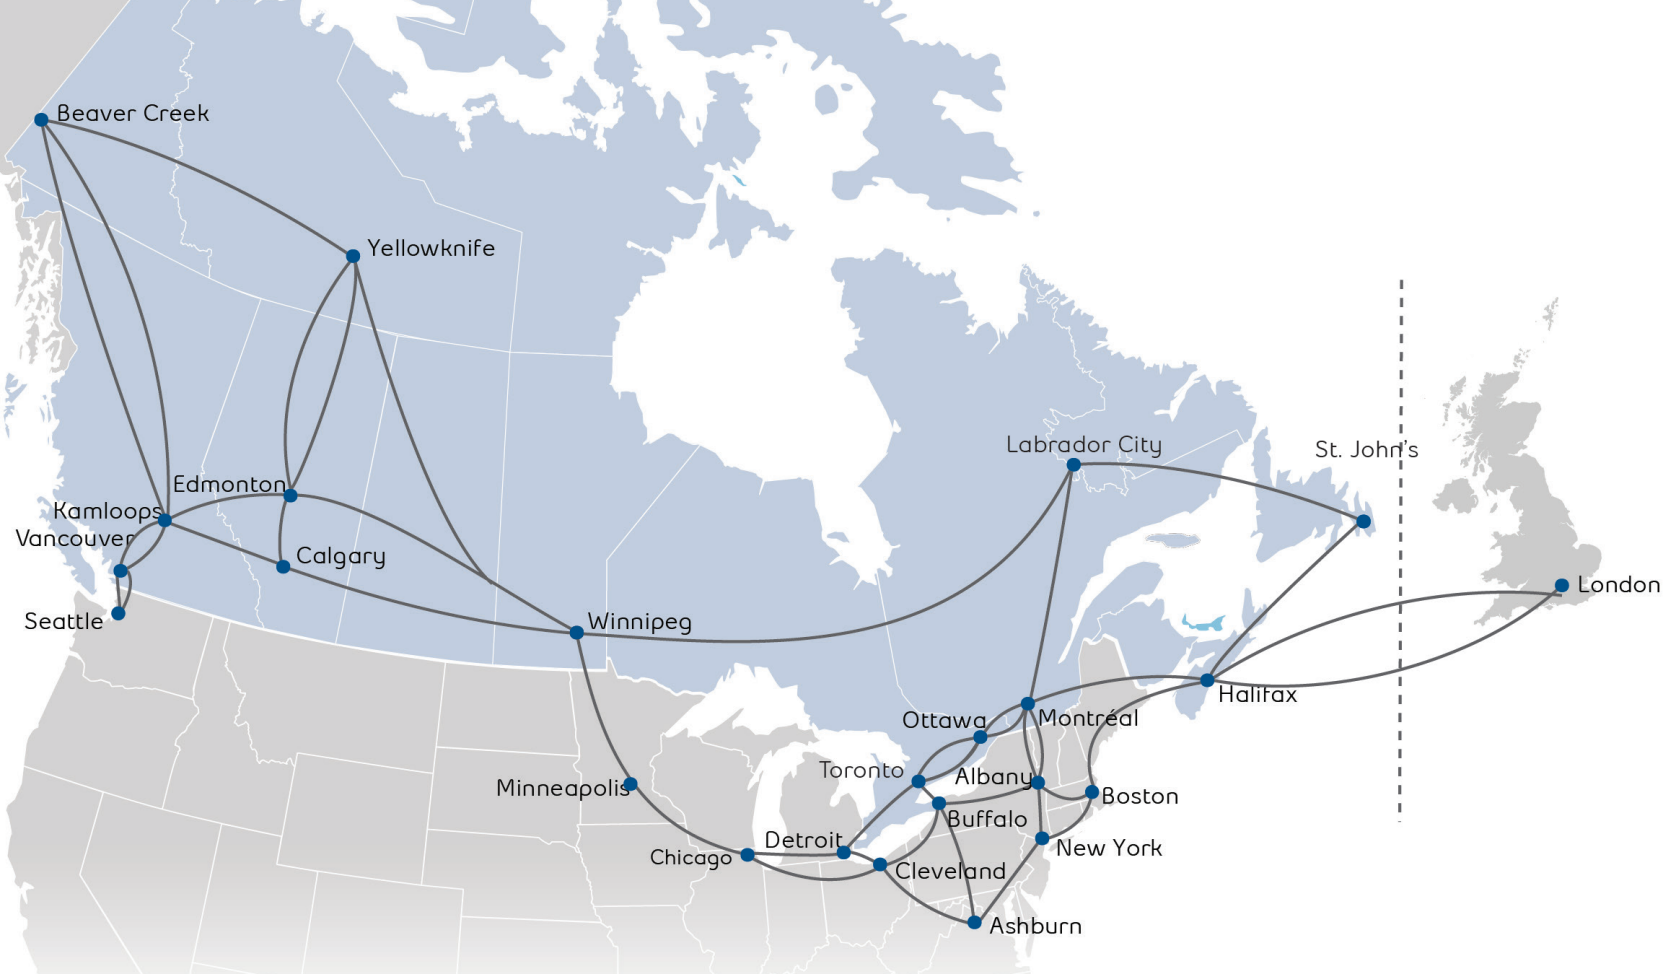 Beaver Creek
Yellowknife
Labrador City
St. John's
Edmonton
Kamloops
Vancouver
Calgary
London
Seattle
Winnipeg
Halifax
Ottawa
Montréal
Toronto
Albany
Minneapolis
Boston
Buffalo
Detroit
New York
Chicago
Cleveland
Ashburn